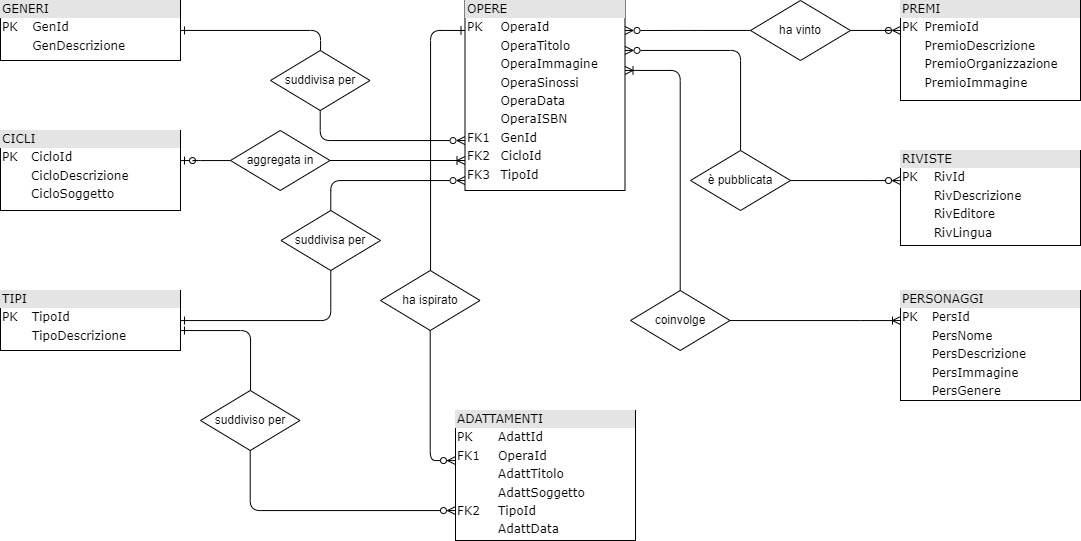 GENERI
PK GenId
GenDescrizione
suddivisa per
CICLI
PK CicloId
CicloDescrizione
CicloSoggetto
aggregata in
suddivisa per
TIPI
PK TipoId
TipoDescrizione
suddiviso per
OPERE
PK OperaId
OperaTitolo
OperaImmagine
OperaSinossi
OperaData
OperaISBN
FK1 GenId
FK2 CicloId
FK3 TipoId
ha ispirato
ADATTAMENTI
PK AdattId
FK1 OperaId
AdattTitolo
AdattSoggetto
FK2 TipoId
AdattData
ha vinto
PREMI
PK PremioId
PremioDescrizione
PremioOrganizzazione
PremioImmagine
è pubblicata
RIVISTE
PK RivId
RivDescrizione
RivEditore
RivLingua
coinvolge
PERSONAGGI
PK PersId
PersNome
PersDescrizione
PersImmagine
PersGenere